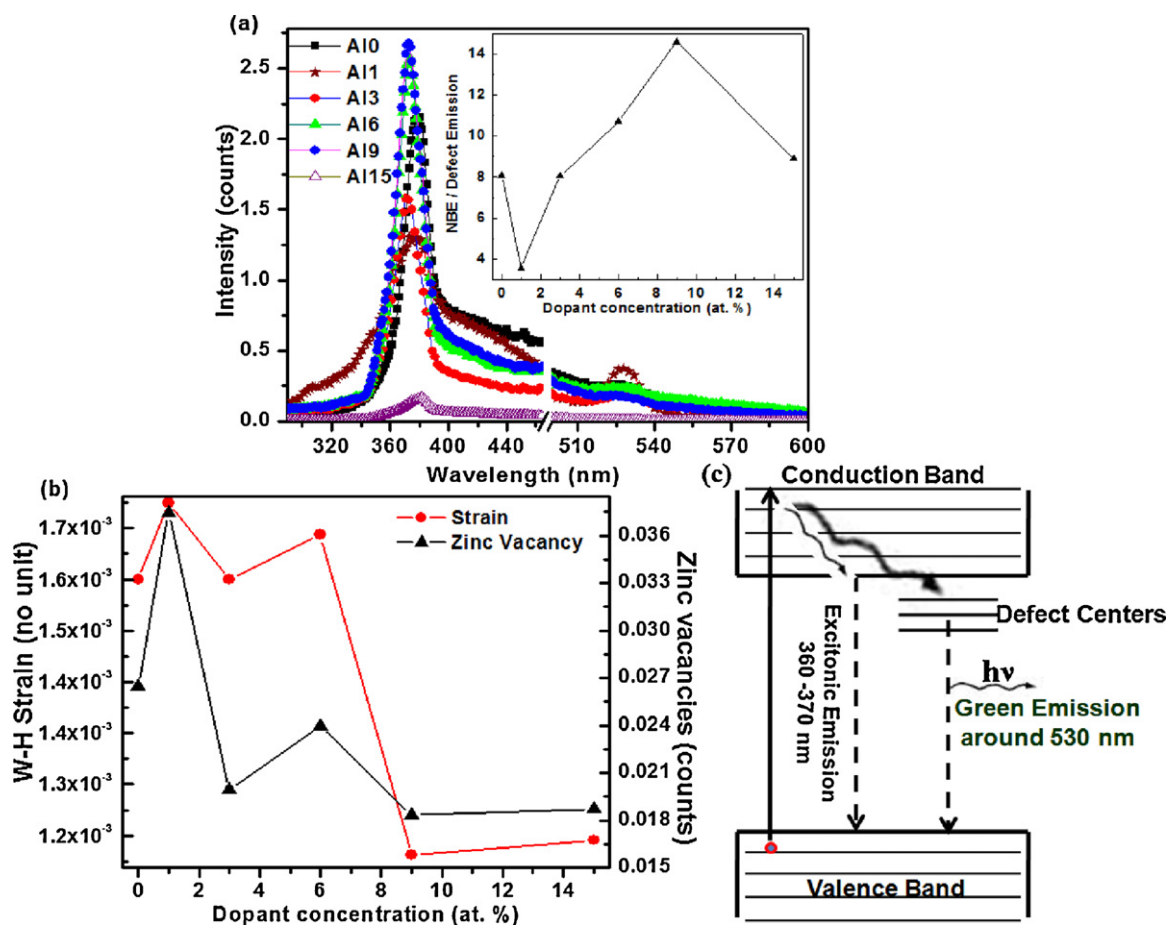 (a)
Al0
Al1
Al3
Al6
Al9
Al15
Intensity (counts)
2.5
2.0
1.5
1.0
0.5
0.0
320
360
400
440
510
540
570
600
Wavelength (nm)
NBE / Defect Emission
14
12
10
8
6
4
0
2
4
6
8
10
12
14
Dopant concentration (at. %)
(b)
W-H Strain (no unit)
1.7x10⁻³
1.6x10⁻³
1.5x10⁻³
1.4x10⁻³
1.4x10⁻³
1.3x10⁻³
1.2x10⁻³
Strain
Zinc Vacancy
0.036
0.033
0.030
0.027
0.024
0.021
0.018
0.015
Zinc vacancies (counts)
0
2
4
6
8
10
12
14
Dopant concentration (at. %)
(c)
Conduction Band
Defect Centers
Excitonic Emission
360 -370 nm
hν
Green Emission
around 530 nm
Valence Band